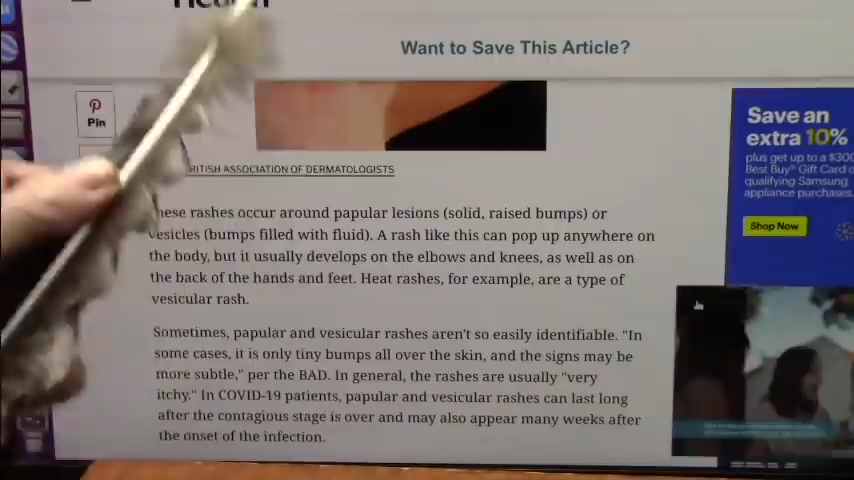 Health
Want to Save This Article?
Pin
RITISH ASSOCIATION OF DERMATOLOGISTS
hese rashes occur around papular lesions (solid, raised bumps) or
vesicles (bumps filled with fluid). A rash like this can pop up anywhere on
the body, but it usually develops on the elbows and knees, as well as on
the back of the hands and feet. Heat rashes, for example, are a type of
vesicular rash.
Sometimes, papular and vesicular rashes aren't so easily identifiable. "In
some cases, it is only tiny bumps all over the skin, and the signs may be
more subtle," per the BAD. In general, the rashes are usually "very
itchy." In COVID-19 patients, papular and vesicular rashes can last long
after the contagious stage is over and may also appear many weeks after
the onset of the infection.
Save an
extra 10%
plus get up to a $300
Best Buy® Gift Card o
qualifying Samsung
appliance purchases.
Shop Now